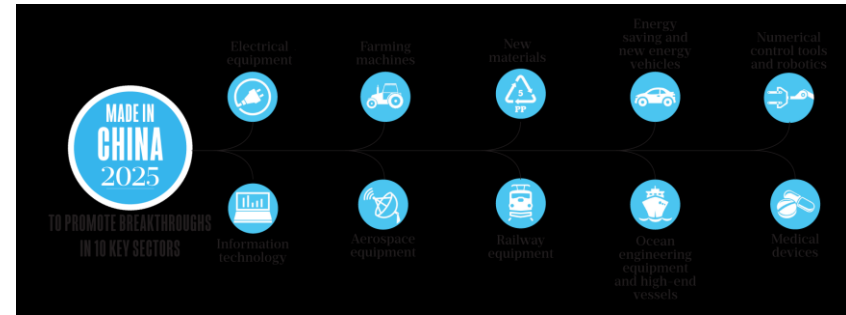 MADE IN
CHINA
2025
TO PROMOTE BREAKTHROUGHS
IN 10 KEY SECTORS
Electrical
equipment
Farming
machines
New
materials
5
PP
Energy
saving and
new energy
vehicles
Numerical
control tools
and robotics
Information
technology
Aerospace
equipment
Railway
equipment
Ocean
engineering
equipment
and high-end
vessels
Medical
devices